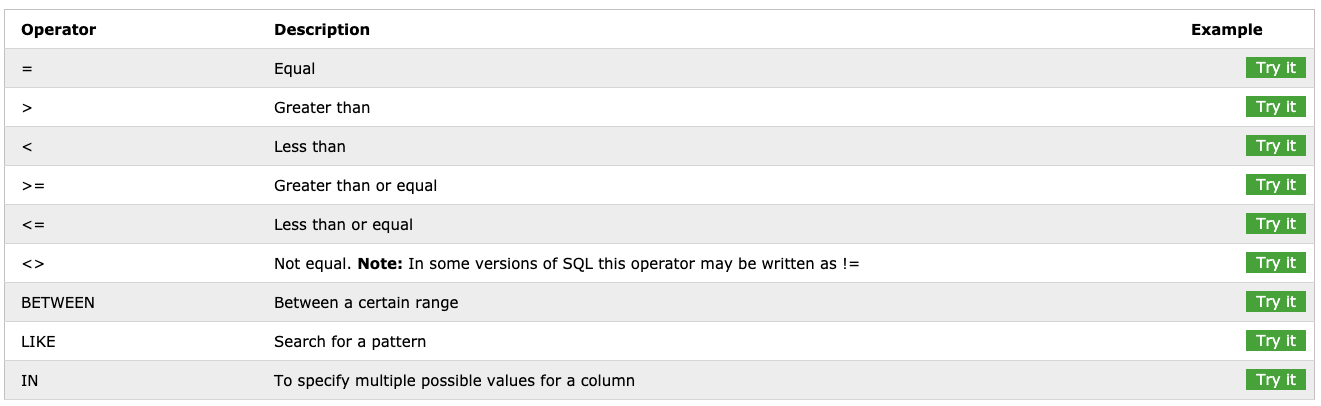 Operator Description Example
= Equal Try it
> Greater than Try it
< Less than Try it
>= Greater than or equal Try it
<= Less than or equal Try it
<> Not equal. Note: In some versions of SQL this operator may be written as != Try it
BETWEEN Between a certain range Try it
LIKE Search for a pattern Try it
IN To specify multiple possible values for a column Try it